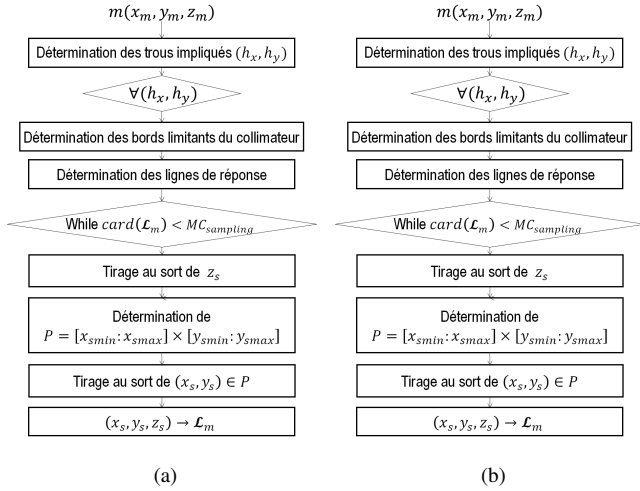 m(x_m, y_m, z_m)
Détermination des trous impliqués (h_x, h_y)
∀(h_x, h_y)
Détermination des bords limitants du collimateur
Détermination des lignes de réponse
While card(𝓛_m) < MC_sampling
Tirage au sort de z_s
Détermination de
P = [x_smin: x_smax] × [y_smin: y_smax]
Tirage au sort de (x_s, y_s) ∈ P
(x_s, y_s, z_s) → 𝓛_m
(a)
m(x_m, y_m, z_m)
Détermination des trous impliqués (h_x, h_y)
∀(h_x, h_y)
Détermination des bords limitants du collimateur
Détermination des lignes de réponse
While card(𝓛_m) < MC_sampling
Tirage au sort de z_s
Détermination de
P = [x_smin: x_smax] × [y_smin: y_smax]
Tirage au sort de (x_s, y_s) ∈ P
(x_s, y_s, z_s) → 𝓛_m
(b)